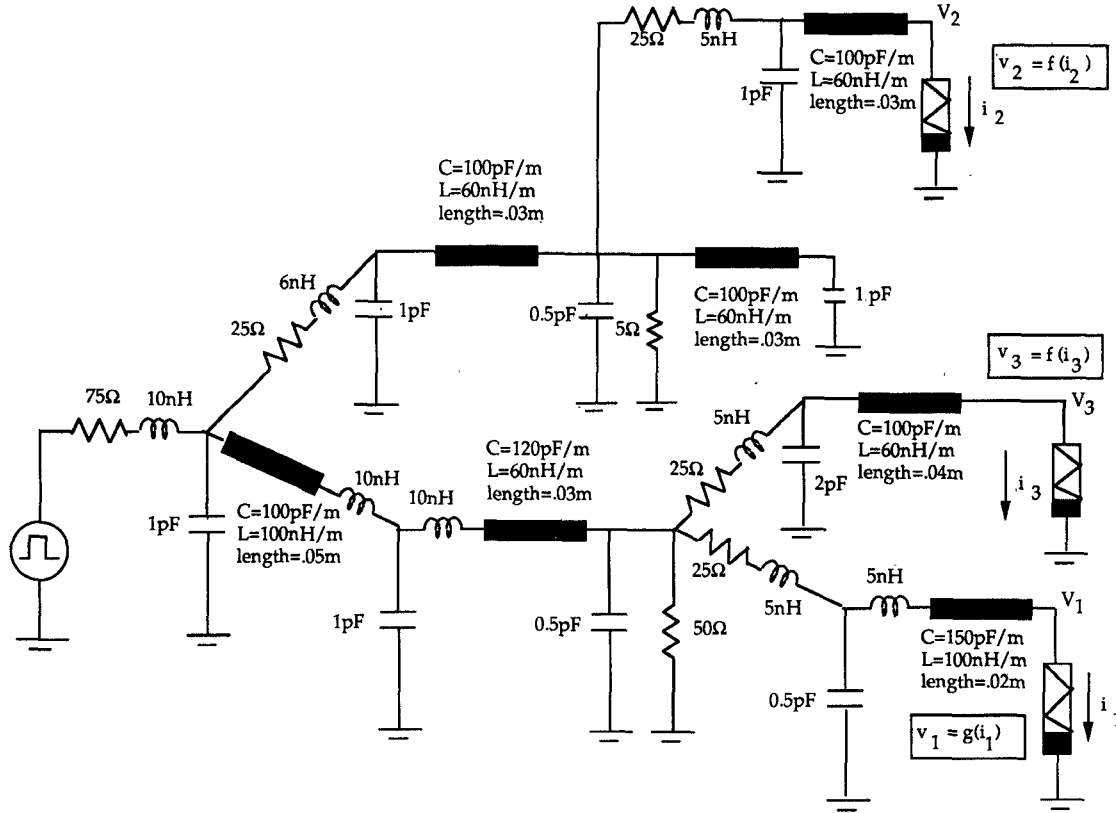 25Ω
5nH
V2
C=100pF/m
L=60nH/m
length=.03m
1pF
v2 = f(i2)
i2
C=100pF/m
L=60nH/m
length=.03m
6nH
25Ω
1pF
0.5pF
5Ω
C=100pF/m
L=60nH/m
length=.03m
1.pF
v3 = f(i3)
75Ω
10nH
1pF
C=100pF/m
L=100nH/m
length=.05m
10nH
10nH
1pF
C=120pF/m
L=60nH/m
length=.03m
0.5pF
50Ω
5nH
25Ω
2pF
C=100pF/m
L=60nH/m
length=.04m
V3
i3
25Ω
5nH
5nH
0.5pF
C=150pF/m
L=100nH/m
length=.02m
V1
i
v1 = g(i1)